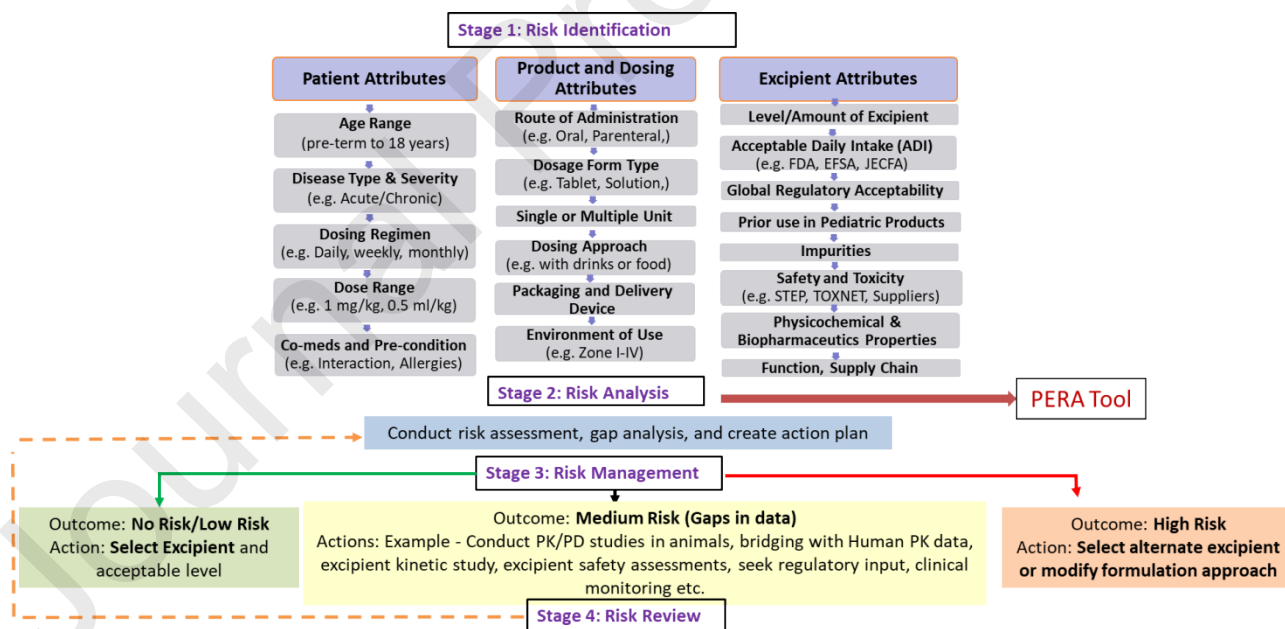 Stage 1: Risk Identification
Patient Attributes
Age Range
(pre-term to 18 years)
Disease Type & Severity
(e.g. Acute/Chronic)
Dosing Regimen
(e.g. Daily, weekly, monthly)
Dose Range
(e.g. 1 mg/kg, 0.5 ml/kg)
Co-meds and Pre-condition
(e.g. Interaction, Allergies)
Product and Dosing
Attributes
Route of Administration
(e.g. Oral, Parenteral,)
Dosage Form Type
(e.g. Tablet, Solution,)
Single or Multiple Unit
Dosing Approach
(e.g. with drinks or food)
Packaging and Delivery
Device
Environment of Use
(e.g. Zone I-IV)
Excipient Attributes
Level/Amount of Excipient
Acceptable Daily Intake (ADI)
(e.g. FDA, EFSA, JECFA)
Global Regulatory Acceptability
Prior use in Pediatric Products
Impurities
Safety and Toxicity
(e.g. STEP, TOXNET, Suppliers)
Physicochemical &
Biopharmaceutics Properties
Function, Supply Chain
Stage 2: Risk Analysis
PERA Tool
Conduct risk assessment, gap analysis, and create action plan
Stage 3: Risk Management
Outcome: No Risk/Low Risk
Action: Select Excipient and
acceptable level
Outcome: Medium Risk (Gaps in data)
Actions: Example - Conduct PK/PD studies in animals, bridging with Human PK data,
excipient kinetic study, excipient safety assessments, seek regulatory input, clinical
monitoring etc.
Outcome: High Risk
Action: Select alternate excipient
or modify formulation approach
Stage 4: Risk Review
Journal Pro